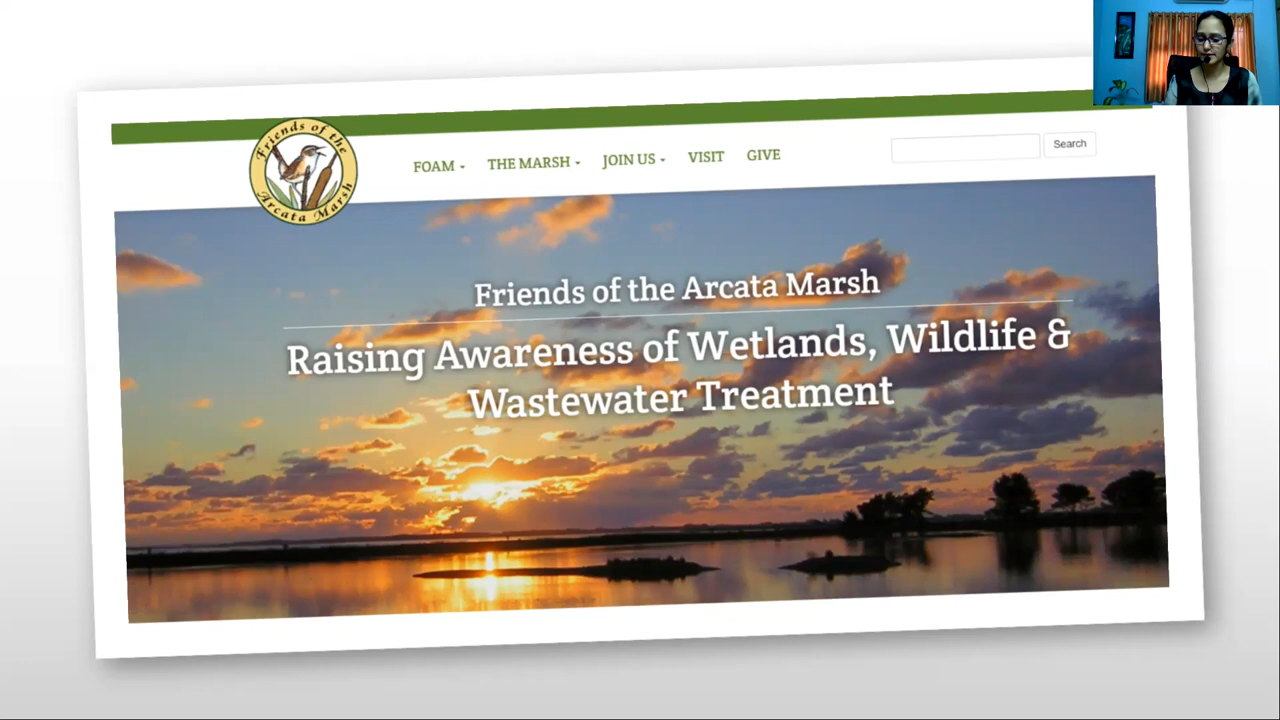 Friends of the
Arcata Marsh
FOAM
THE MARSH
JOIN US
VISIT
GIVE
Search
Friends of the Arcata Marsh
Raising Awareness of Wetlands, Wildlife &
Wastewater Treatment